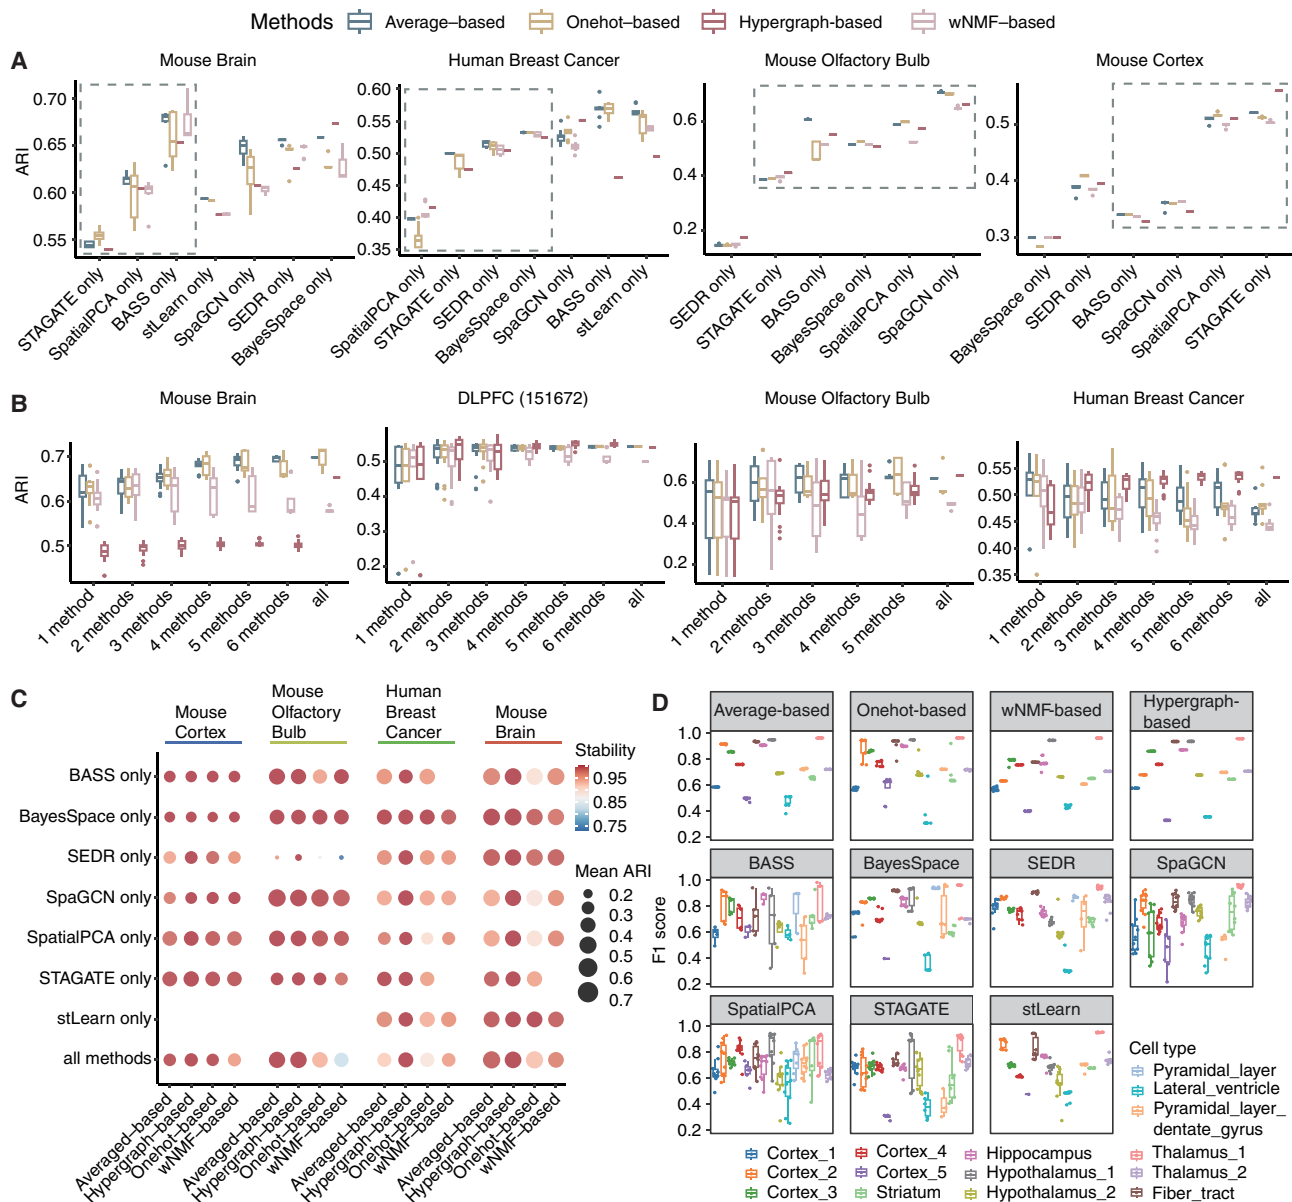 Methods Average–based Onehot–based Hypergraph-based wNMF–based
A
Mouse Brain
Human Breast Cancer
Mouse Olfactory Bulb
Mouse Cortex
ARI
0.70
0.65
0.60
0.55
STAGATE only
SpatialPCA only
BASS only
stLearn only
SpaGCN only
SEDR only
BayesSpace only
0.60
0.55
0.50
0.45
0.40
0.35
SpatialPCA only
STAGATE only
SEDR only
BayesSpace only
SpaGCN only
BASS only
stLearn only
0.6
0.4
0.2
SEDR only
STAGATE only
BASS only
BayesSpace only
SpatialPCA only
SpaGCN only
0.5
0.4
0.3
BayesSpace only
SEDR only
BASS only
SpaGCN only
SpatialPCA only
STAGATE only
B
Mouse Brain
DLPFC (151672)
Mouse Olfactory Bulb
Human Breast Cancer
ARI
0.7
0.6
0.5
1 method
2 methods
3 methods
4 methods
5 methods
6 methods
all
0.5
0.4
0.3
0.2
1 method
2 methods
3 methods
4 methods
5 methods
6 methods
all
0.6
0.4
0.2
1 method
2 methods
3 methods
4 methods
5 methods
all
0.55
0.50
0.45
0.40
0.35
1 method
2 methods
3 methods
4 methods
5 methods
6 methods
all
C
Mouse
Cortex
Mouse
Olfactory
Bulb
Human
Breast
Cancer
Mouse
Brain
BASS only
BayesSpace only
SEDR only
SpaGCN only
SpatialPCA only
STAGATE only
stLearn only
all methods
Averaged–based
Hypergraph–based
Onehot–based
wNMF–based
Averaged–based
Hypergraph–based
Onehot–based
wNMF–based
Averaged–based
Hypergraph–based
Onehot–based
wNMF–based
Averaged–based
Hypergraph–based
Onehot–based
wNMF–based
Stability
0.95
0.85
0.75
Mean ARI
0.2
0.3
0.4
0.5
0.6
0.7
D
Average-based
Onehot-based
wNMF-based
Hypergraph-
based
1.0
0.8
0.6
0.4
0.2
F1 score
BASS
BayesSpace
SEDR
SpaGCN
1.0
0.8
0.6
0.4
0.2
SpatialPCA
STAGATE
stLearn
1.0
0.8
0.6
0.4
0.2
Cell type
Pyramidal_layer
Lateral_ventricle
Pyramidal_layer_
dentate_gyrus
Cortex_1
Cortex_4
Hippocampus
Thalamus_1
Cortex_2
Cortex_5
Hypothalamus_1
Thalamus_2
Cortex_3
Striatum
Hypothalamus_2
Fiber_tract